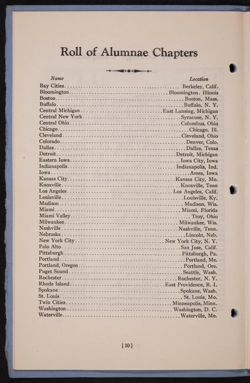 Roll of Alumnae Chapters
Name Location
Bay Cities Berkeley, Calif.
Bloomington Bloomington, Illinois
Boston Boston, Mass.
Buffalo Buffalo, N. Y.
Central Michigan East Lansing, Michigan
Central New York Syracuse, N. Y.
Central Ohio Columbus, Ohio
Chicago Chicago, Ill.
Cleveland Cleveland, Ohio
Colorado Denver, Colo.
Dallas Dallas, Texas
Detroit Detroit, Michigan
Eastern Iowa Iowa City, Iowa
Indianapolis Indianapolis, Ind.
Iowa Ames, Iowa
Kansas City Kansas City, Mo.
Knoxville Knoxville, Tenn
Los Angeles Los Angeles, Calif.
Louisville Louisville, Ky.
Madison Madison, Wis.
Miami Miami, Florida
Miami Valley Troy, Ohio
Milwaukee Milwaukee, Wis.
Nashville Nashville, Tenn.
Nebraska Lincoln, Neb.
New York City New York City, N. Y.
Palo Alto San Jose, Calif.
Pittsburgh Pittsburgh, Pa.
Portland Portland, Me.
Portland, Oregon Portland, Ore.
Puget Sound Seattle, Wash.
Rochester Rochester, N. Y.
Rhode Island East Providence, R. I.
Spokane Spokane, Wash.
St. Louis St. Louis, Mo.
Twin Cities Minneapolis, Minn.
Washington Washington, D. C.
Waterville Waterville, Me.
[10]